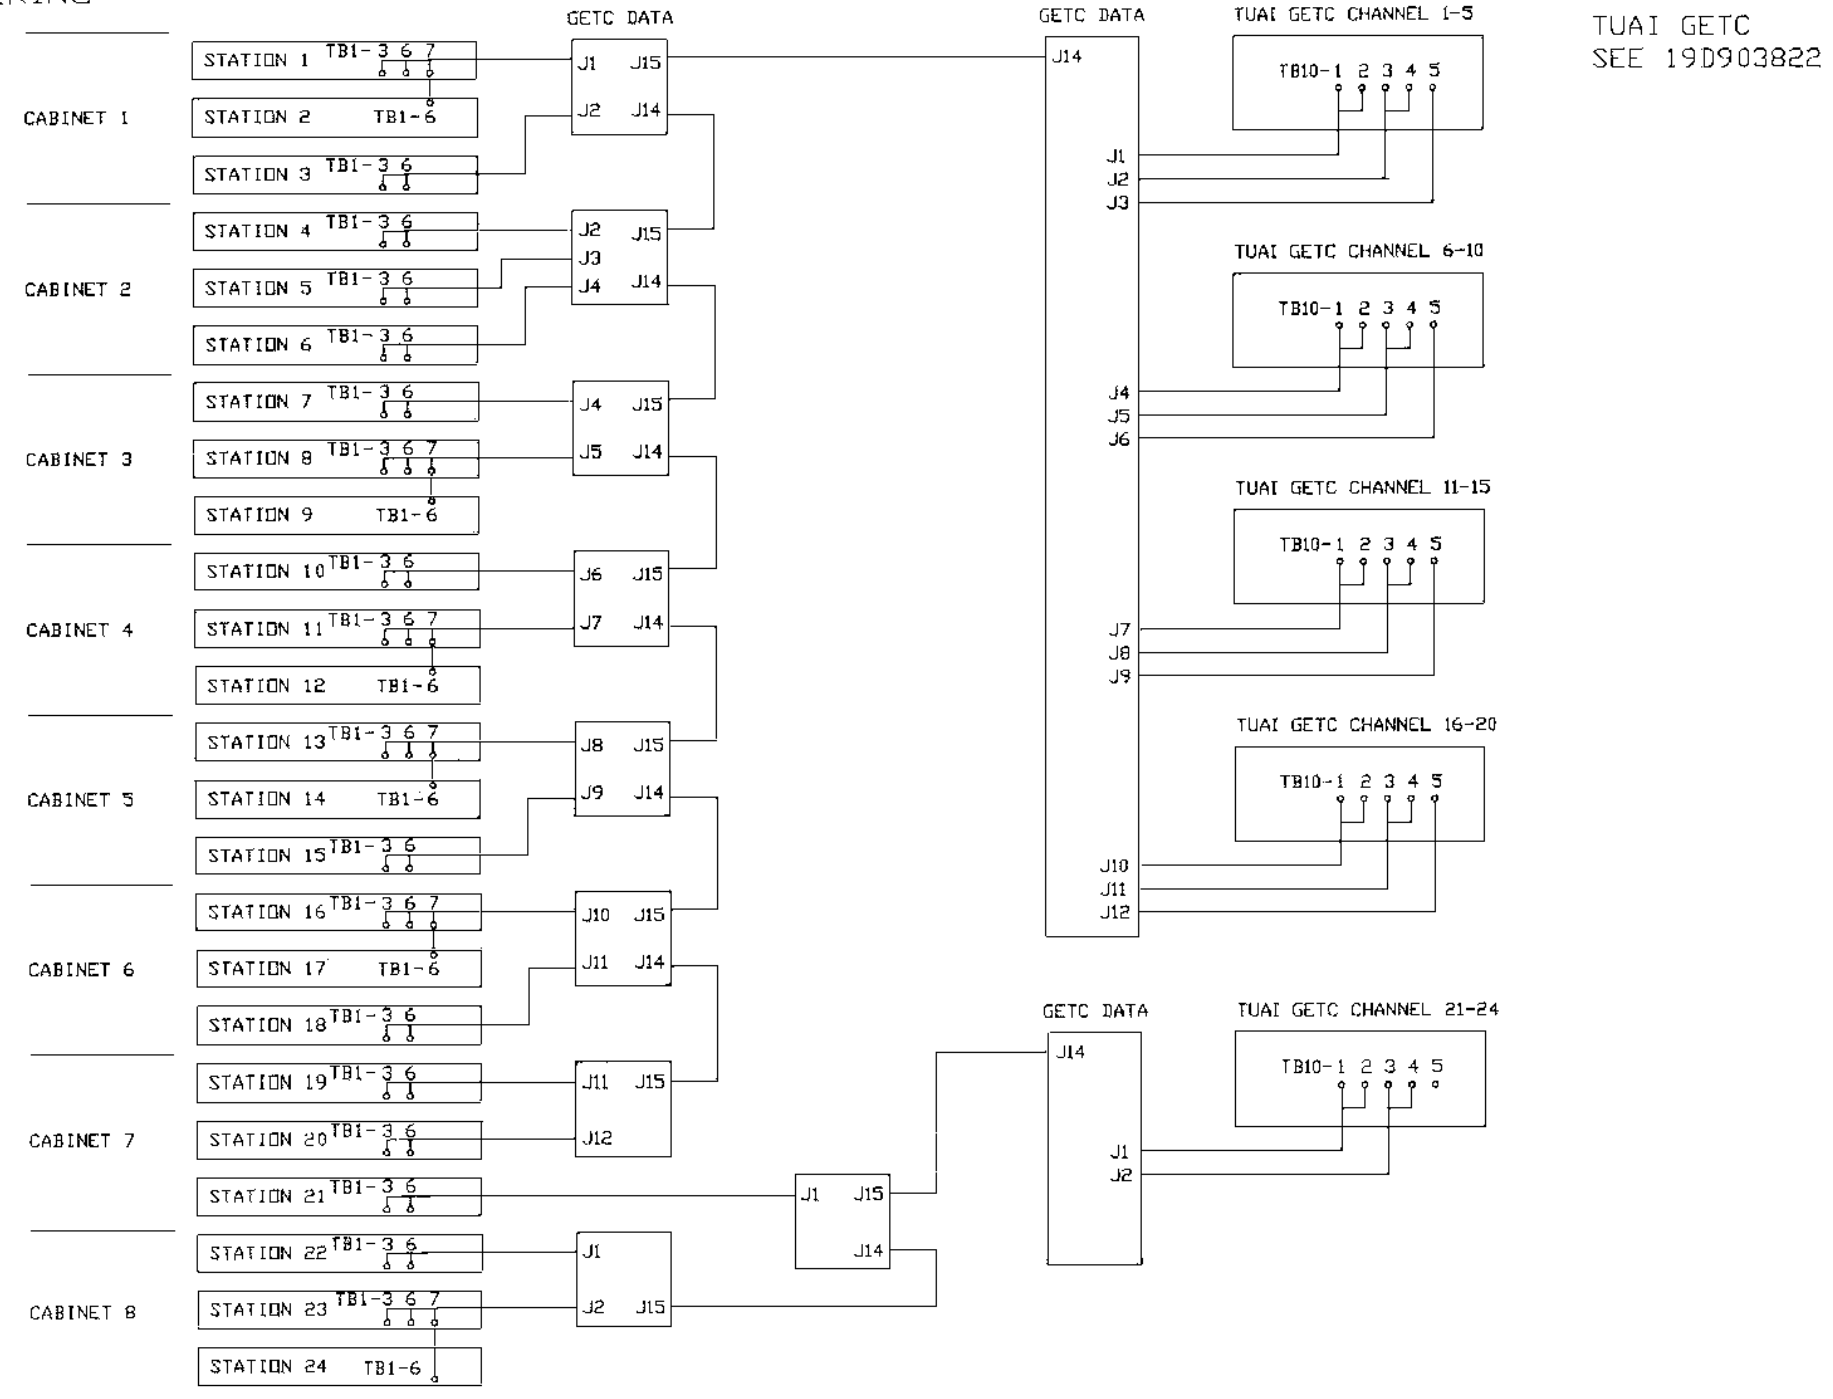 GETC DATA
GETC DATA
TUAI GETC CHANNEL 1-5
TUAI GETC
SEE 19D903822
CABINET 1
STATION 1 TB1- 3 6 7
STATION 2 TB1-6
STATION 3 TB1- 3 6
J1 J15
J2 J14
CABINET 2
STATION 4 TB1- 3 6
STATION 5 TB1- 3 6
STATION 6 TB1- 3 6
J2 J15
J3
J4 J14
CABINET 3
STATION 7 TB1- 3 6
STATION 8 TB1- 3 6 7
STATION 9 TB1-6
J4 J15
J5 J14
CABINET 4
STATION 10 TB1- 3 6
STATION 11 TB1- 3 6 7
STATION 12 TB1-6
J6 J15
J7 J14
CABINET 5
STATION 13 TB1- 3 6 7
STATION 14 TB1-6
STATION 15 TB1- 3 6
J8 J15
J9 J14
CABINET 6
STATION 16 TB1- 3 6 7
STATION 17 TB1-6
STATION 18 TB1- 3 6
J10 J15
J11 J14
CABINET 7
STATION 19 TB1- 3 6
STATION 20 TB1- 3 6
STATION 21 TB1- 3 6
J11 J15
J12
J1 J15
J14
CABINET 8
STATION 22 TB1- 3 6
STATION 23 TB1-3 6 7
STATION 24 TB1-6
J1
J2 J15
J14
J1
J2
J3
J4
J5
J6
J7
J8
J9
J10
J11
J12
TB10-1 2 3 4 5
TUAI GETC CHANNEL 6-10
TB10-1 2 3 4 5
TUAI GETC CHANNEL 11-15
TB10-1 2 3 4 5
TUAI GETC CHANNEL 16-20
TB10-1 2 3 4 5
GETC DATA
J14
J1
J2
TUAI GETC CHANNEL 21-24
TB10-1 2 3 4 5